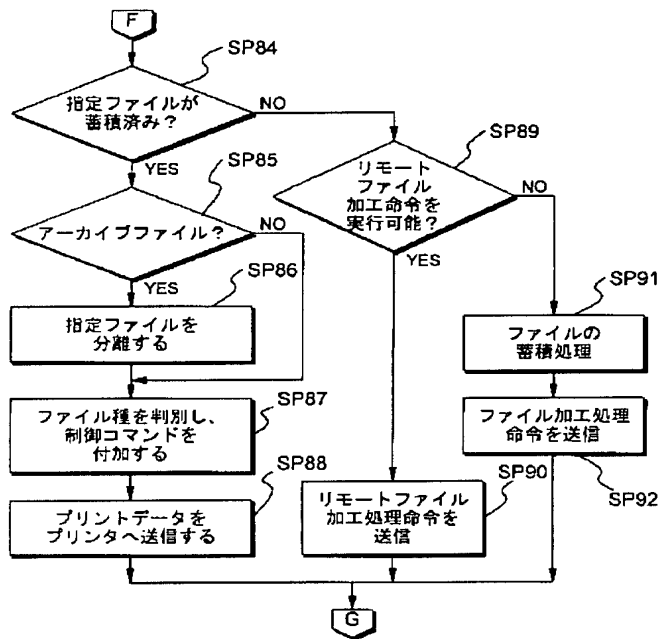 F
SP84
指定ファイルが
蓄積済み？
NO
YES
SP85
アーカイブファイル？
NO
YES
SP86
指定ファイルを
分離する
SP87
ファイル種を判別し、
制御コマンドを
付加する
SP88
プリントデータを
プリンタへ送信する
SP89
リモート
ファイル
加工命令を
実行可能？
NO
YES
SP90
リモートファイル
加工処理命令を
送信
SP91
ファイルの
蓄積処理
ファイル加工処理
命令を送信
SP92
G